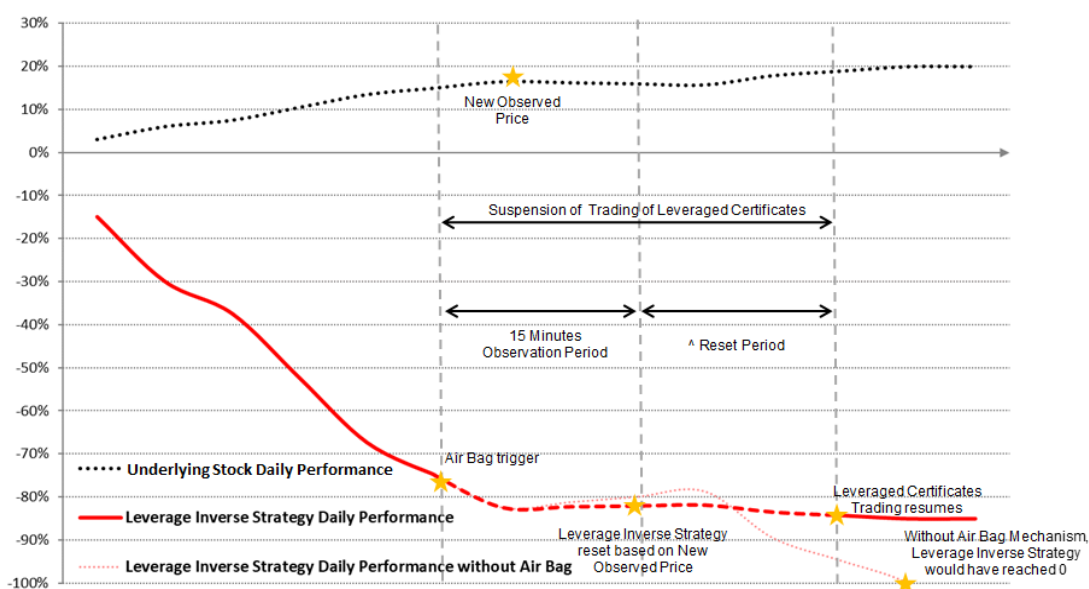 30%
20%
10%
0%
-10%
-20%
-30%
-40%
-50%
-60%
-70%
-80%
-90%
-100%
New Observed
Price
Suspension of Trading of Leveraged Certificates
15 Minutes
Observation Period
^ Reset Period
Air Bag trigger
Underlying Stock Daily Performance
Leverage Inverse Strategy Daily Performance
Leverage Inverse Strategy Daily Performance without Air Bag
Leverage Inverse Strategy
reset based on New
Observed Price
Leveraged Certificates
Trading resumes
Without Air Bag Mechanism,
Leverage Inverse Strategy
would have reached 0